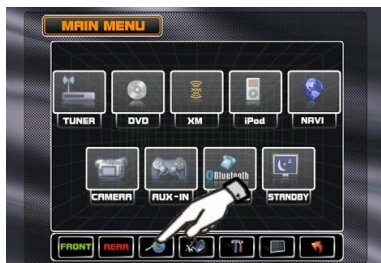 MAIN MENU
TUNER DVD XM iPod NAVI
Bluetooth
CAMERA AUX-IN STANDBY
FRONT REAR